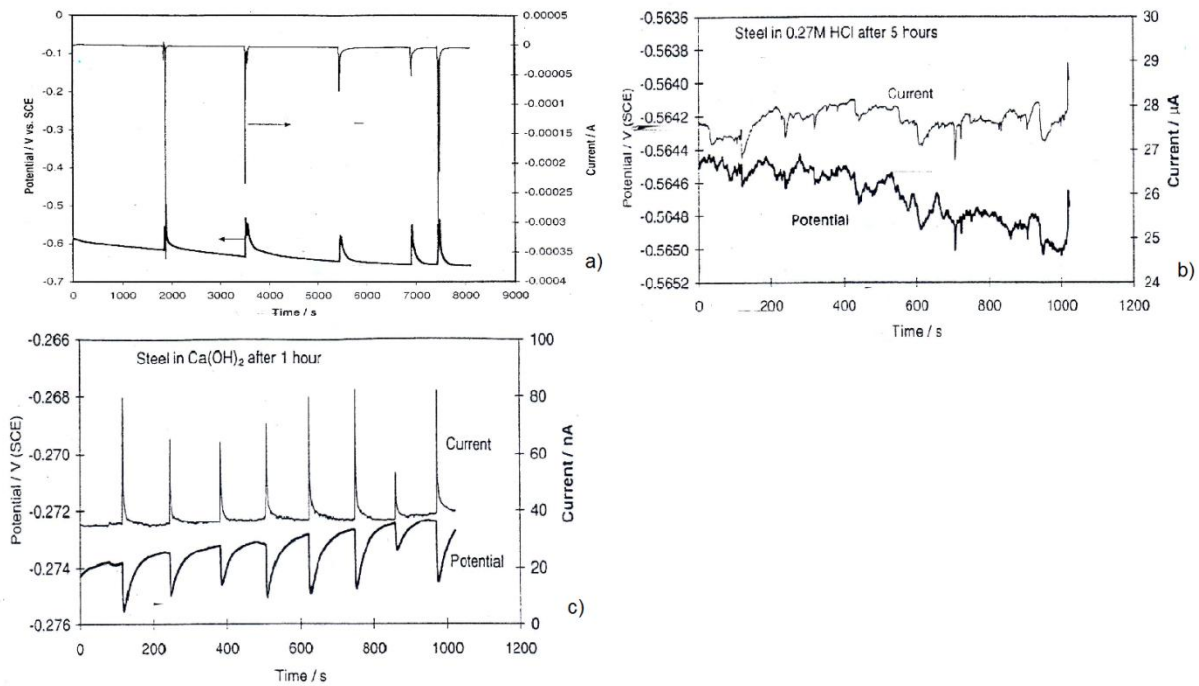 0
-0.1
-0.2
-0.3
-0.4
-0.5
-0.6
-0.7
Potential / V vs. SCE
0.00005
0
-0.00005
-0.0001
-0.00015
-0.0002
-0.00025
-0.0003
-0.00035
-0.0004
Current / A
0 1000 2000 3000 4000 5000 6000 7000 8000 9000
Time / s
a)
Steel in 0.27M HCl after 5 hours
-0.5636
-0.5638
-0.5640
-0.5642
-0.5644
-0.5646
-0.5648
-0.5650
-0.5652
Potential / V (SCE)
Current
Potential
30
29
28
27
26
25
24
Current / µA
0 200 400 600 800 1000 1200
Time / s
b)
Steel in Ca(OH)₂ after 1 hour
-0.266
-0.268
-0.270
-0.272
-0.274
-0.276
Potential / V (SCE)
Current
Potential
100
80
60
40
20
0
Current / nA
0 200 400 600 800 1000 1200
Time / s
c)